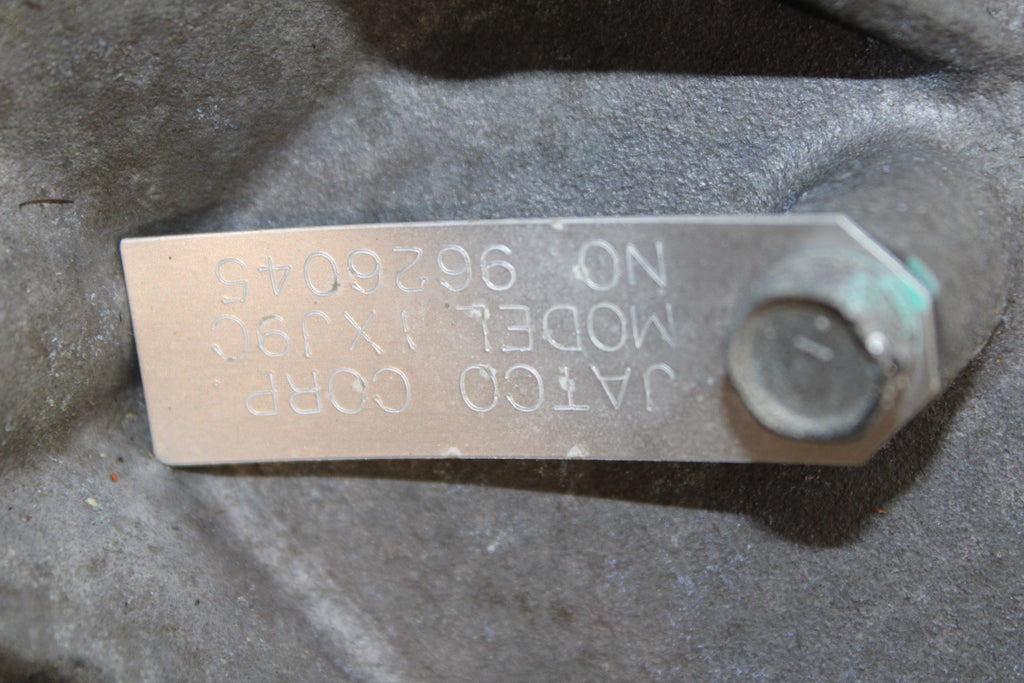 JATCO CORP.
MODEL 1XJ9C
NO 9626045